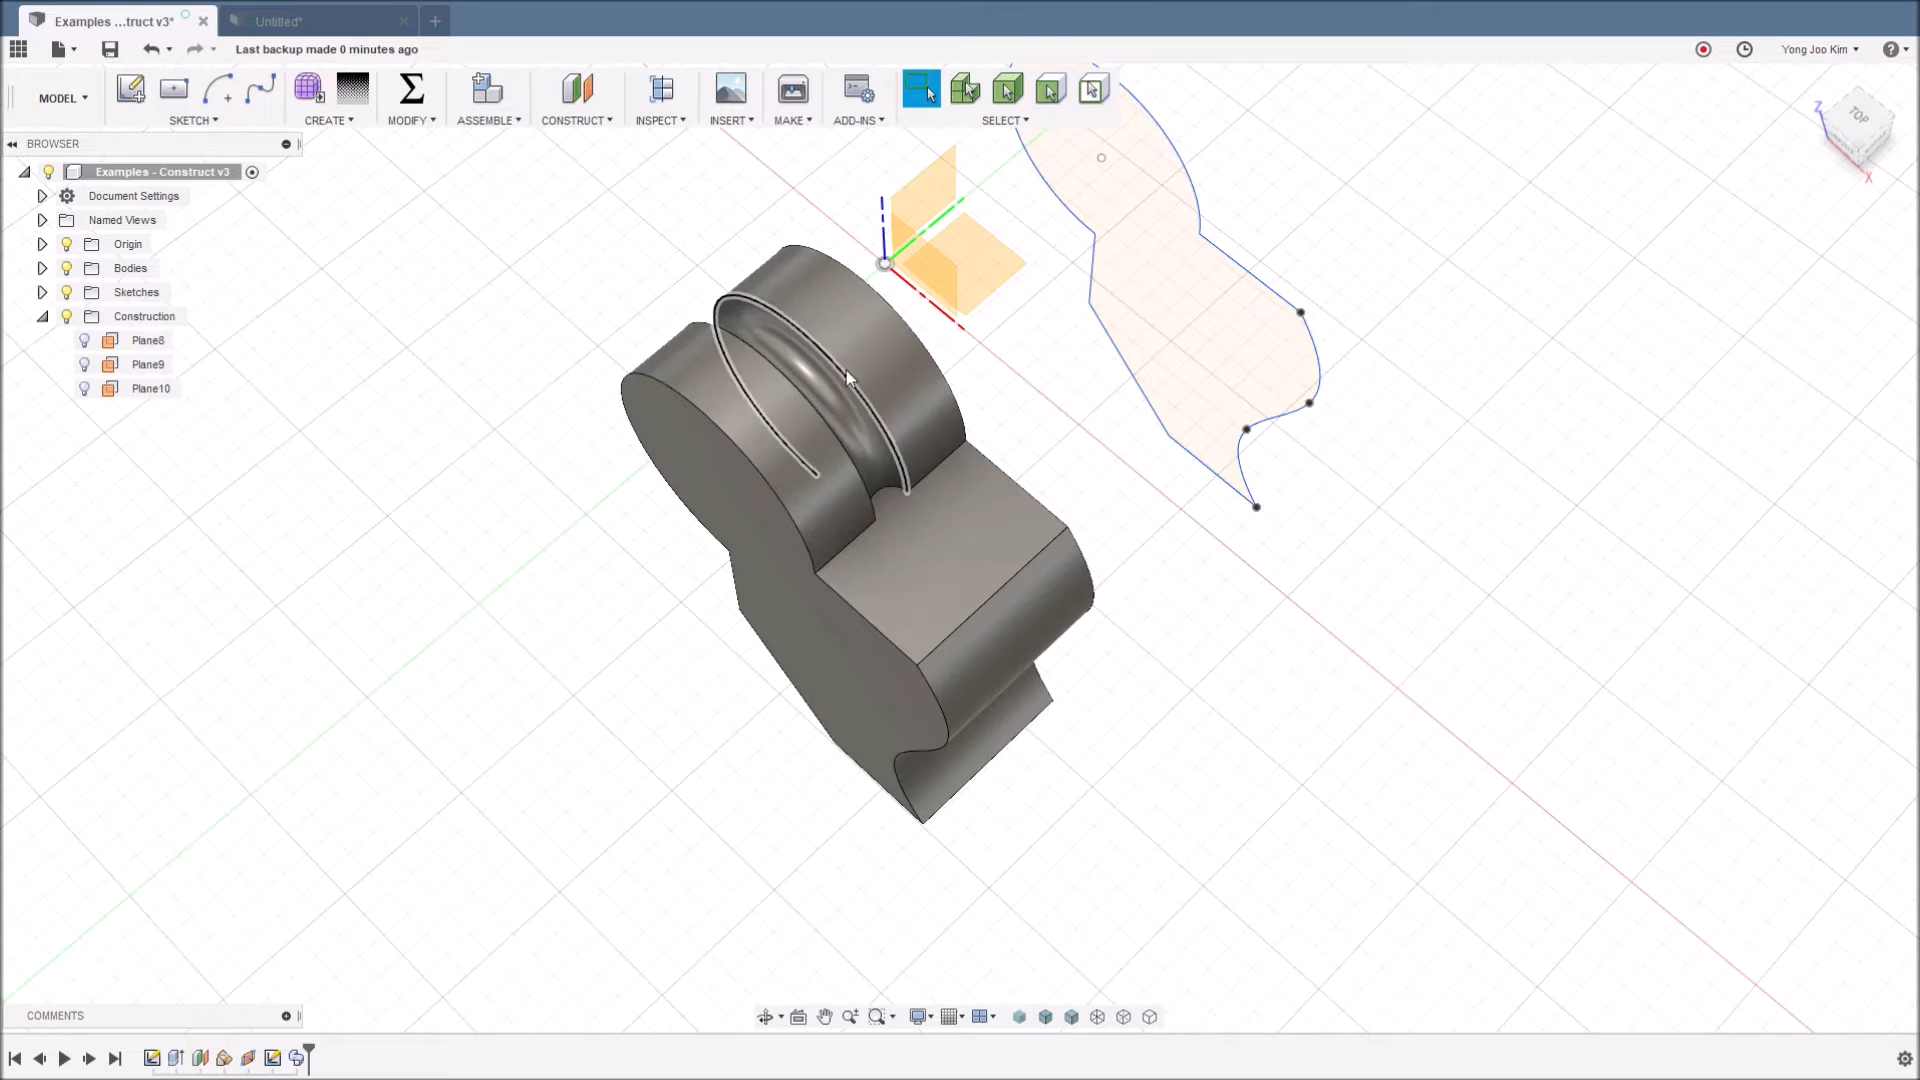 Examples ...truct v3*
Untitled*
Last backup made 0 minutes ago
Yong Joo Kim
MODEL
SKETCH
CREATE
MODIFY
ASSEMBLE
CONSTRUCT
INSPECT
INSERT
MAKE
ADD-INS
SELECT
TOP
Z
X
BROWSER
Examples - Construct v3
Document Settings
Named Views
Origin
Bodies
Sketches
Construction
Plane8
Plane9
Plane10
COMMENTS